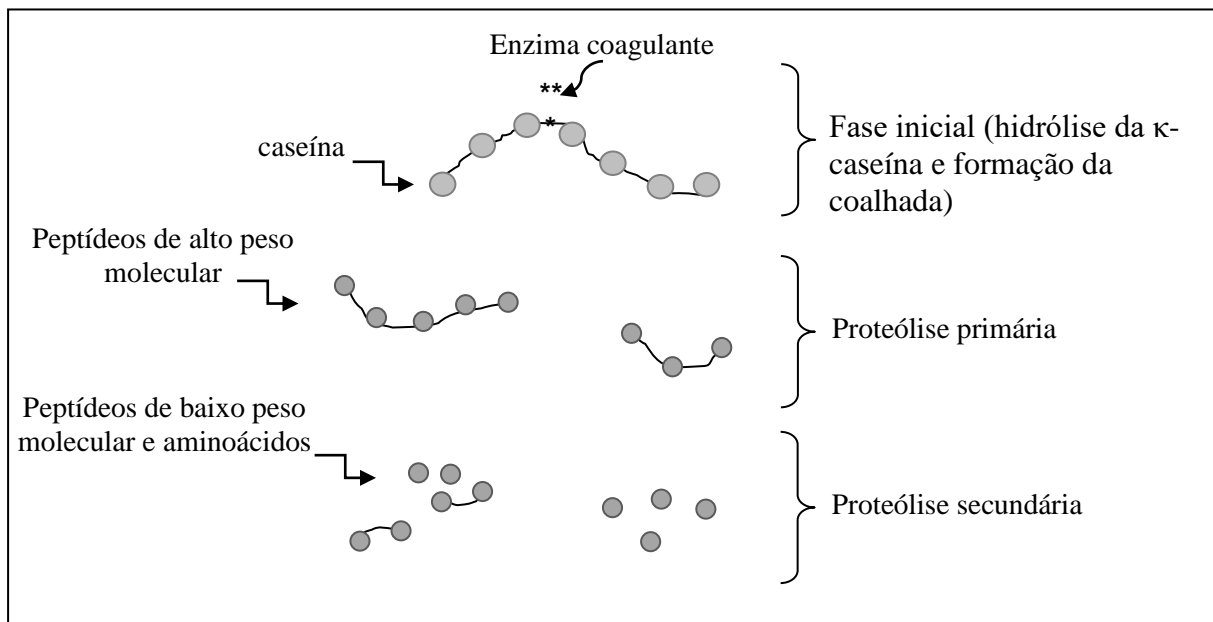 Enzima coagulante
**
*
caseína
Fase inicial (hidrólise da κ-
caseína e formação da
coalhada)
Peptídeos de alto peso
molecular
Proteólise primária
Peptídeos de baixo peso
molecular e aminoácidos
Proteólise secundária